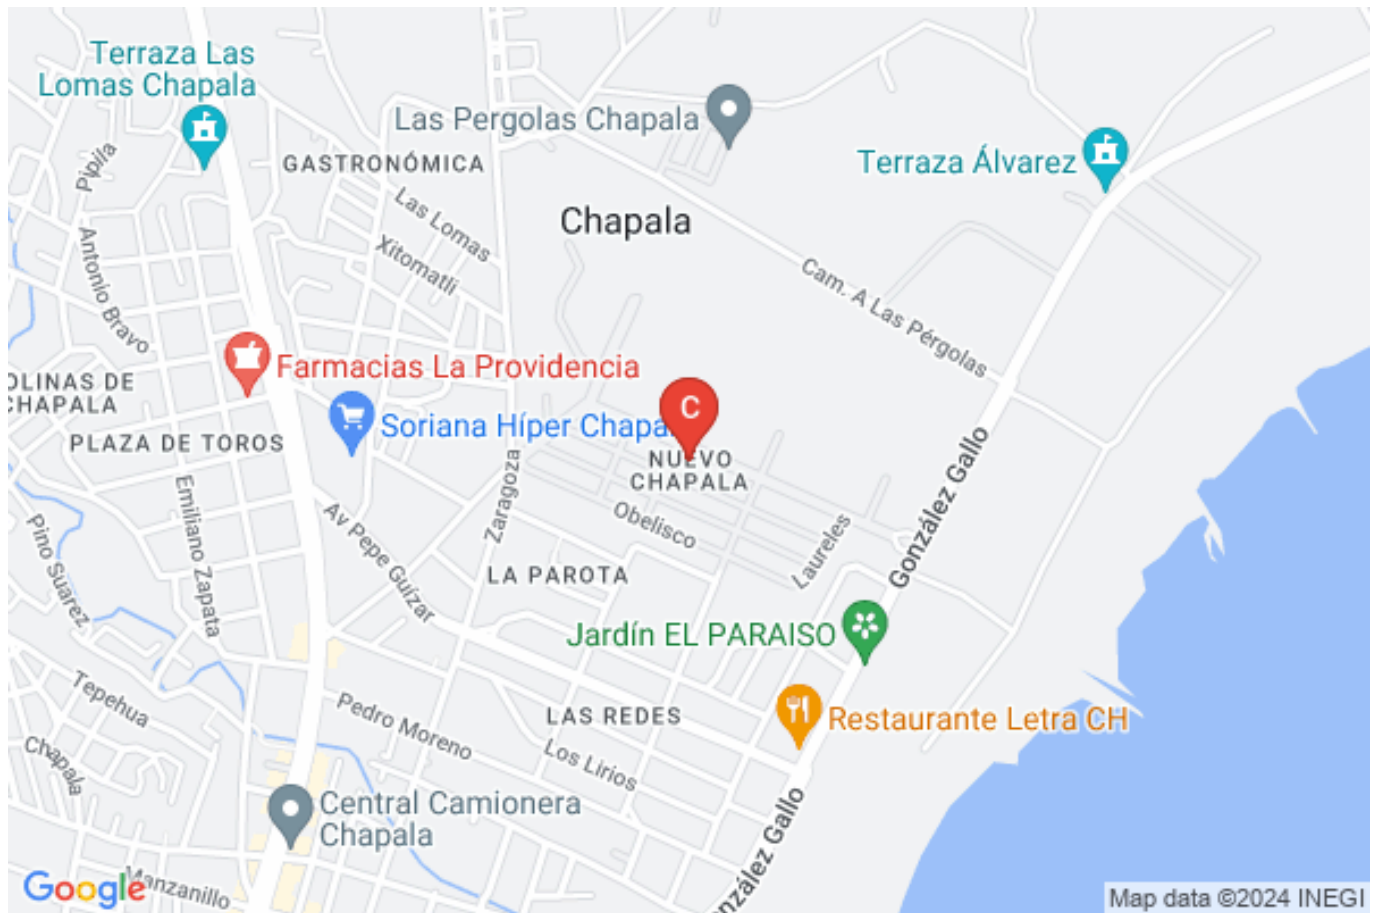 Terraza Las
Lomas Chapala
Las Pergolas Chapala
Terraza Álvarez
Pípila
GASTRONÓMICA
Las Lomas
Chapala
Xitomatli
Antonio Bravo
Cam. A Las Pérgolas
Farmacias La Providencia
OLINAS DE
CHAPALA
C
Soriana Híper Chapa
PLAZA DE TOROS
NUEVO
CHAPALA
Zaragoza
González Gallo
Emiliano Zapata
Pino Suarez
Av Pepe Guízar
Obelisco
Laureles
LA PAROTA
Jardín EL PARAISO
Tepehua
Pedro Moreno
LAS REDES
Restaurante Letra CH
Chapala
Los Lirios
Central Camionera
Chapala
nzález Gallo
Google
Manzanillo
Map data ©2024 INEGI